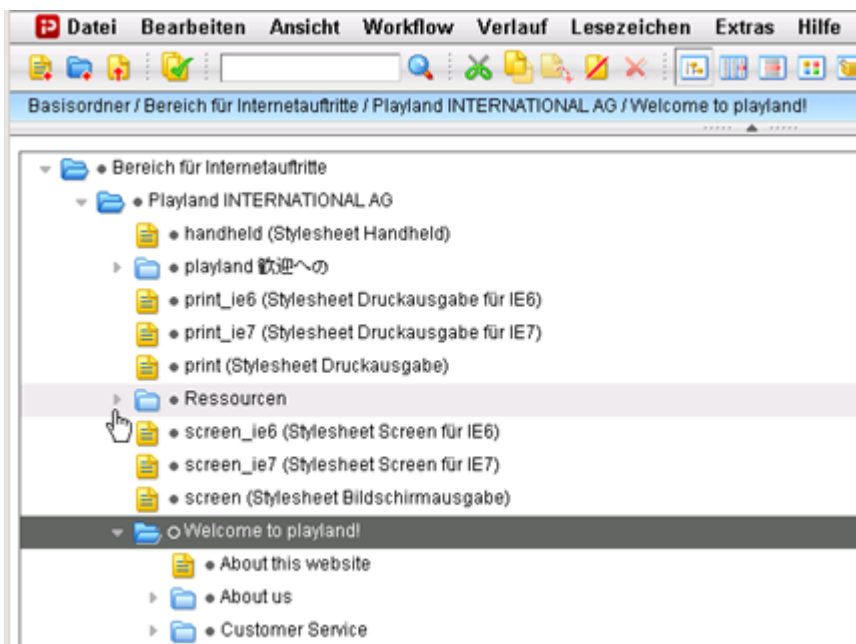 Datei Bearbeiten Ansicht Workflow Verlauf Lesezeichen Extras Hilfe
Basisordner / Bereich für Internetauftritte / Playland INTERNATIONAL AG / Welcome to playland!
Bereich für Internetauftritte
Playland INTERNATIONAL AG
handheld (Stylesheet Handheld)
playland 歓迎への
print_ie6 (Stylesheet Druckausgabe für IE6)
print_ie7 (Stylesheet Druckausgabe für IE7)
print (Stylesheet Druckausgabe)
Ressourcen
screen_ie6 (Stylesheet Screen für IE6)
screen_ie7 (Stylesheet Screen für IE7)
screen (Stylesheet Bildschirmausgabe)
Welcome to playland!
About this website
About us
Customer Service